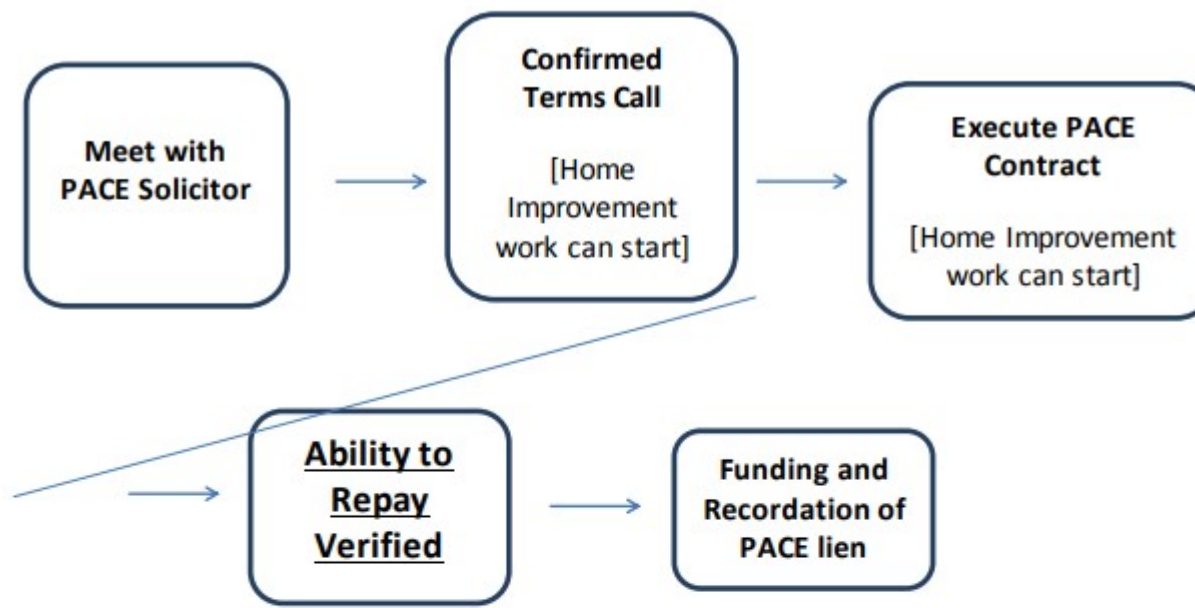 Meet with
PACE Solicitor
Confirmed
Terms Call
[Home
Improvement
work can start]
Execute PACE
Contract
[Home Improvement
work can start]
Ability to
Repay
Verified
Funding and
Recordation of
PACE lien